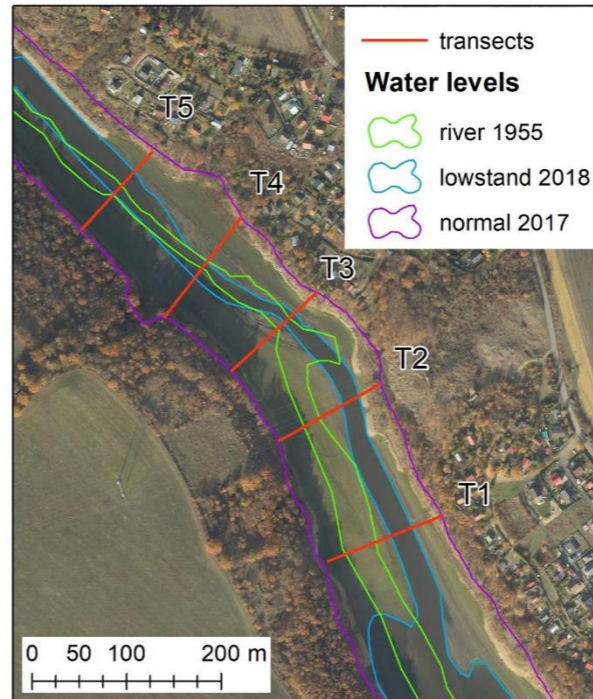 transects
Water levels
river 1955
lowstand 2018
normal 2017
T5
T4
T3
T2
T1
0 50 100 200 m